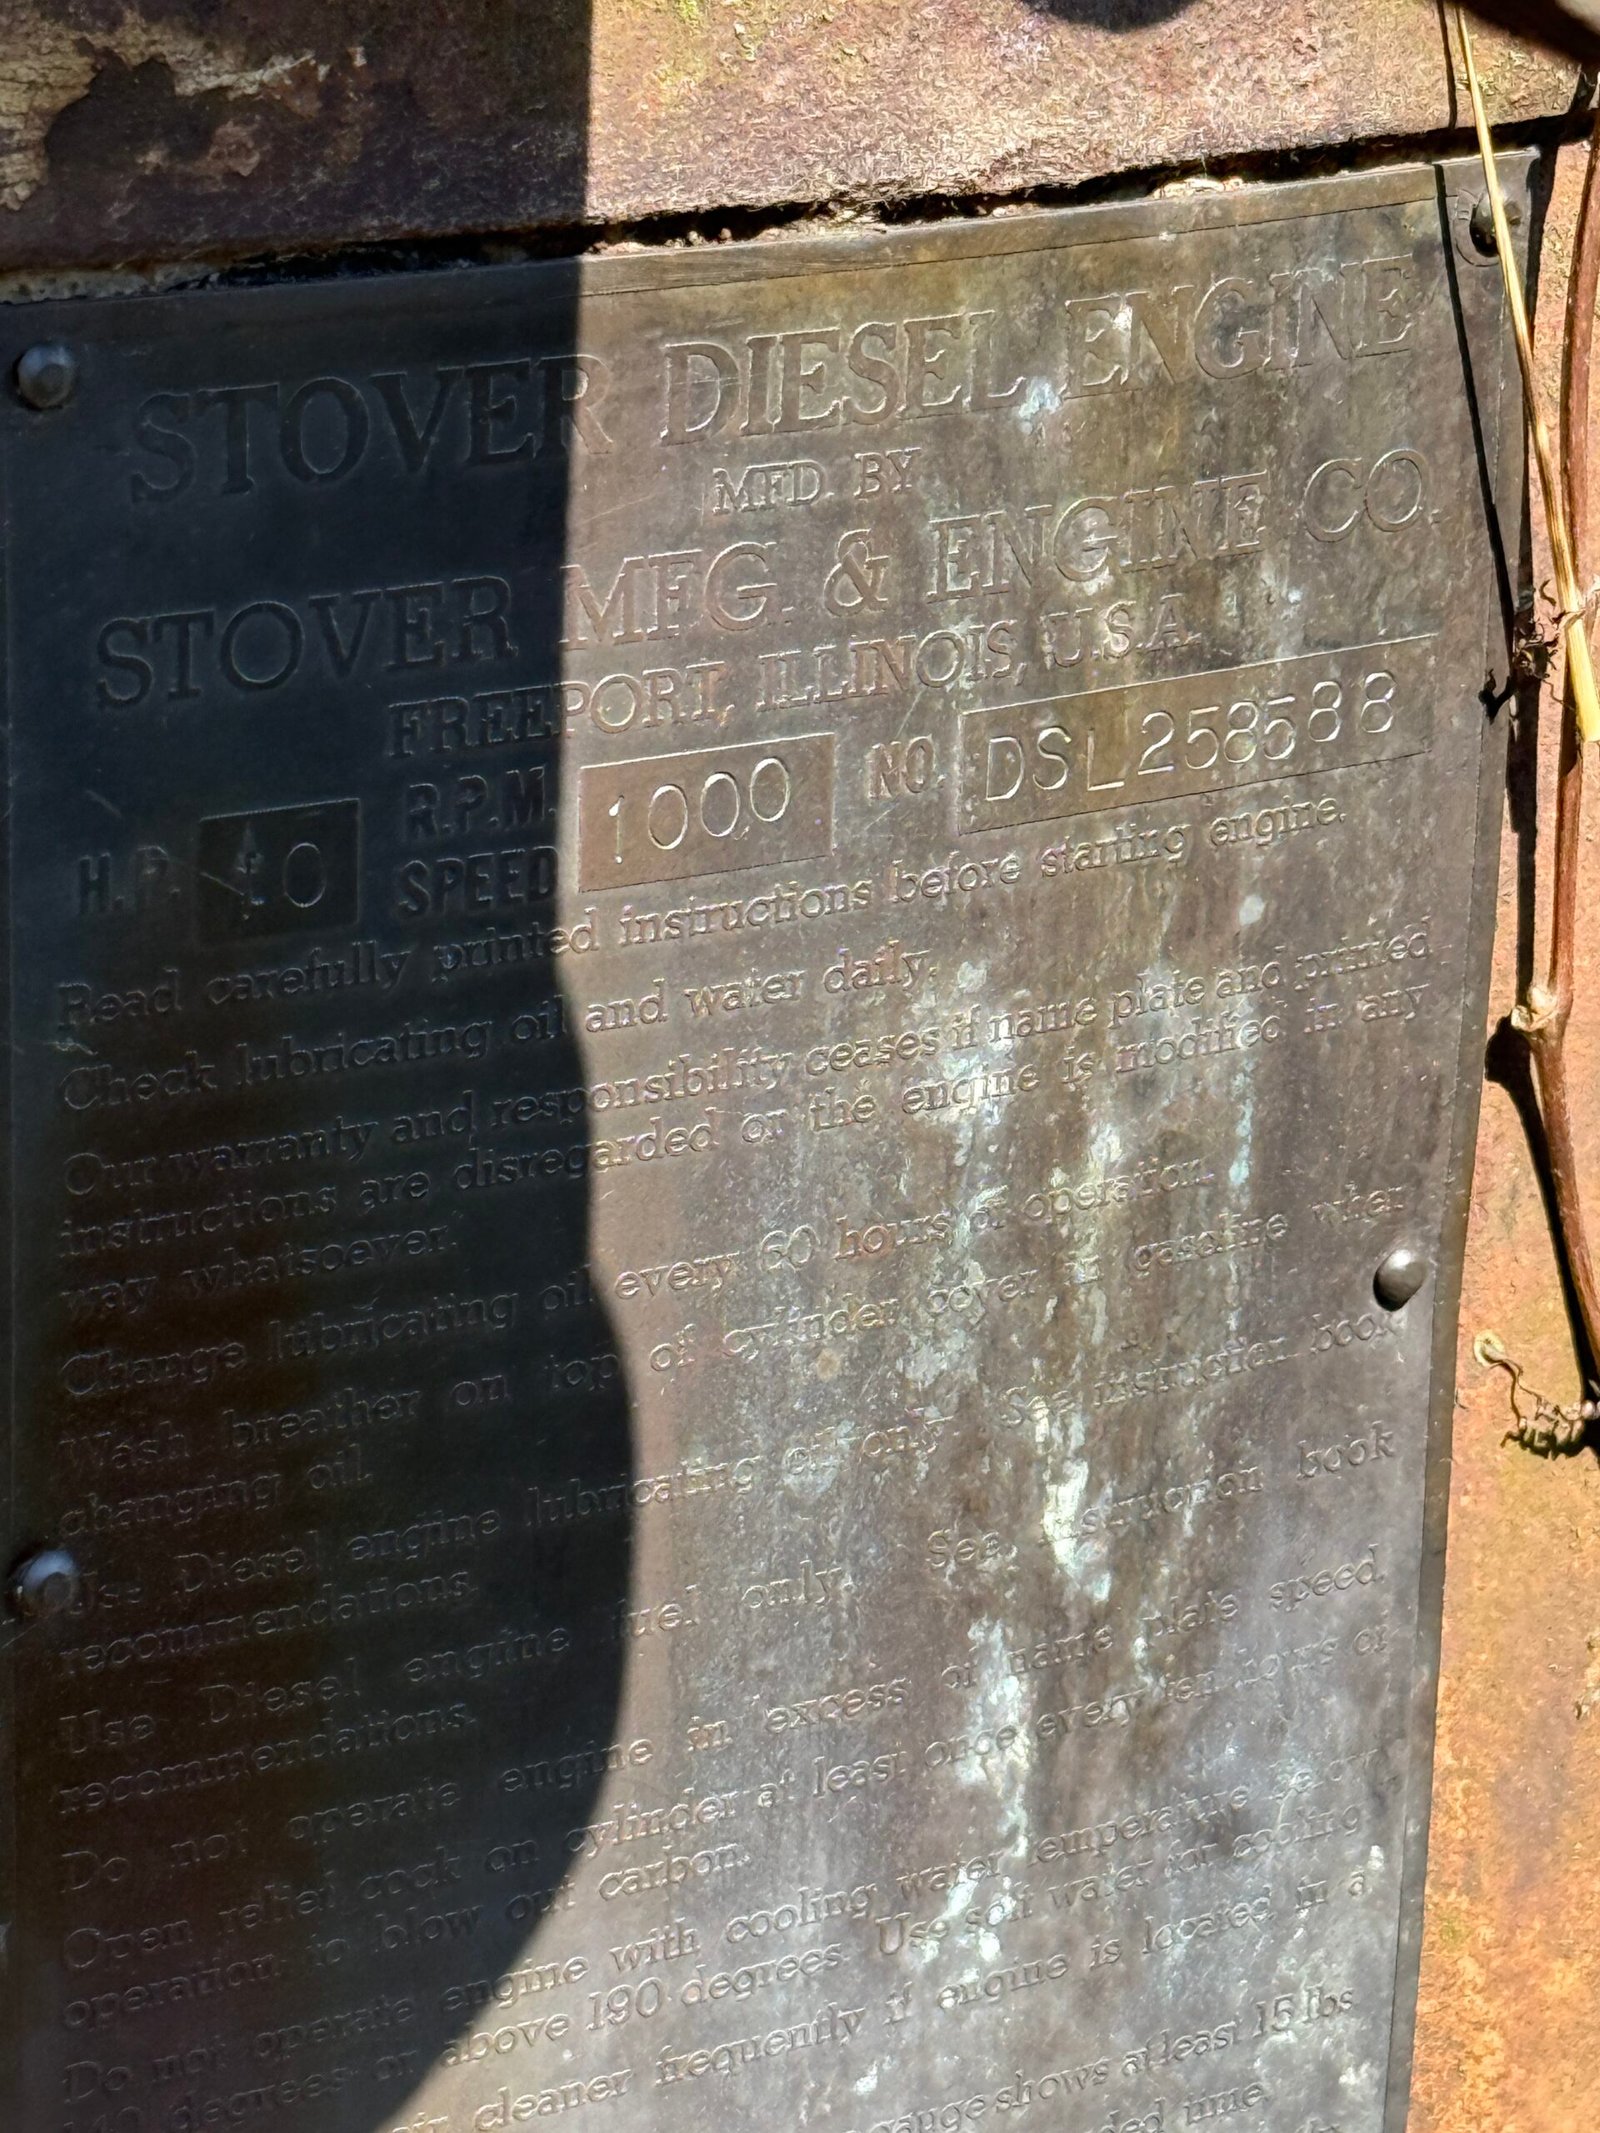 STOVER DIESEL ENGINE
MFD. BY
STOVER MFG. & ENGINE CO.
FREEPORT, ILLINOIS, U.S.A.
H.P. 10 R.P.M. SPEED 1000 NO. DSL 258588
Read carefully printed instructions before starting engine.
Check lubricating oil and water daily.
Our warranty and responsibility ceases if name plate and printed
instructions are disregarded or the engine is modified in any
way whatsoever.
Change lubricating oil every 60 hours of operation.
Wash breather on top of cylinder cover in gasoline when
changing oil.
Use Diesel engine lubricating oil only. See instruction book
recommendations.
Use Diesel engine fuel only. See instruction book
recommendations.
Do not operate engine in excess of name plate speed.
Open relief cock on cylinder at least once every ten hours of
operation to blow out carbon.
Do not operate engine with cooling water temperature below
140 degrees or above 190 degrees. Use soft water for cooling
air cleaner frequently if engine is located in a
gauge shows at least 15 lbs
time.